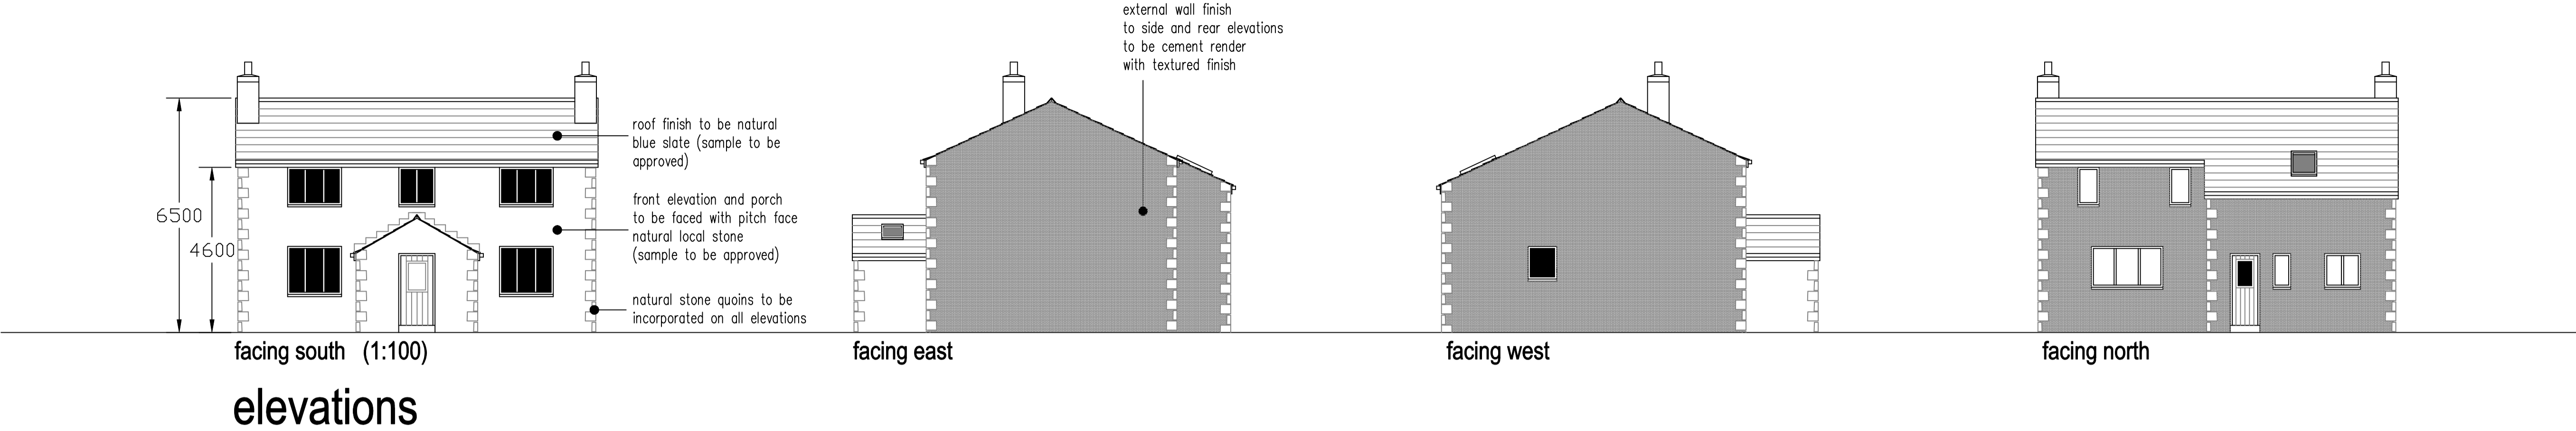 external wall finish
to side and rear elevations
to be cement render
with textured finish
roof finish to be natural
blue slate (sample to be
approved)
6500
4600
front elevation and porch
to be faced with pitch face
natural local stone
(sample to be approved)
natural stone quoins to be
incorporated on all elevations
facing south (1:100)
facing east
facing west
facing north
elevations